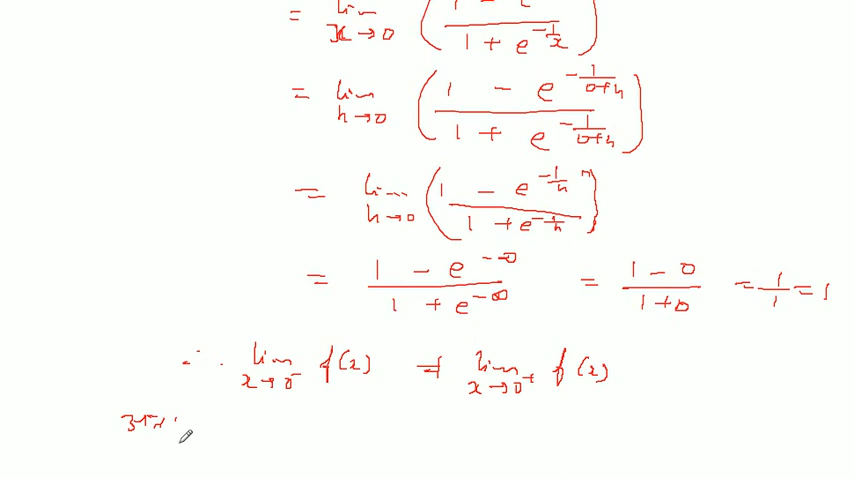 = lim x→0 (1 - e / 1 + e^{-1/x})
= lim h→0 (1 - e^{-1/(0+h)} / 1 + e^{-1/(0+h)})
= lim h→0 (1 - e^{-1/h} / 1 + e^{-1/h})
= (1 - e^{-∞}) / (1 + e^{-∞}) = (1 - 0) / (1 + 0) = 1/1 = 1
∴ lim x→0⁻ f(x) ≠ lim x→0⁺ f(x)